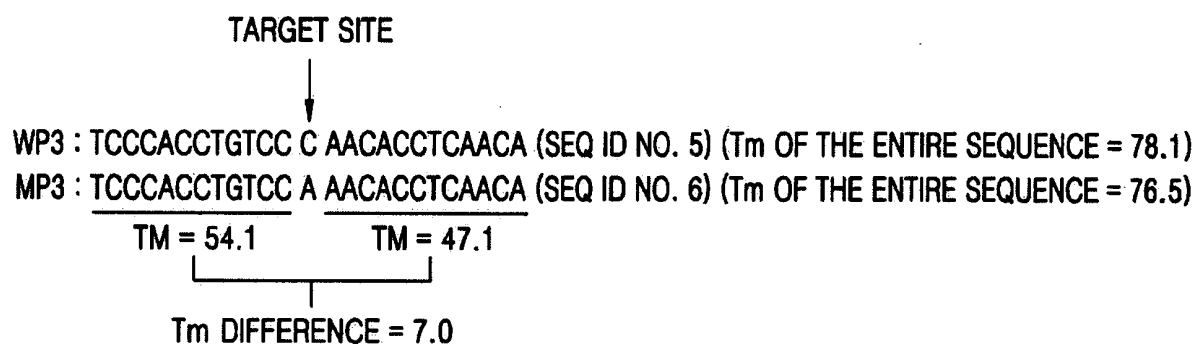 TARGET SITE
WP3 : TCCCACCTGTCC C AACACCTCAACA (SEQ ID NO. 5) (Tm OF THE ENTIRE SEQUENCE = 78.1)
MP3 : TCCCACCTGTCC A AACACCTCAACA (SEQ ID NO. 6) (Tm OF THE ENTIRE SEQUENCE = 76.5)
TM = 54.1 TM = 47.1
Tm DIFFERENCE = 7.0